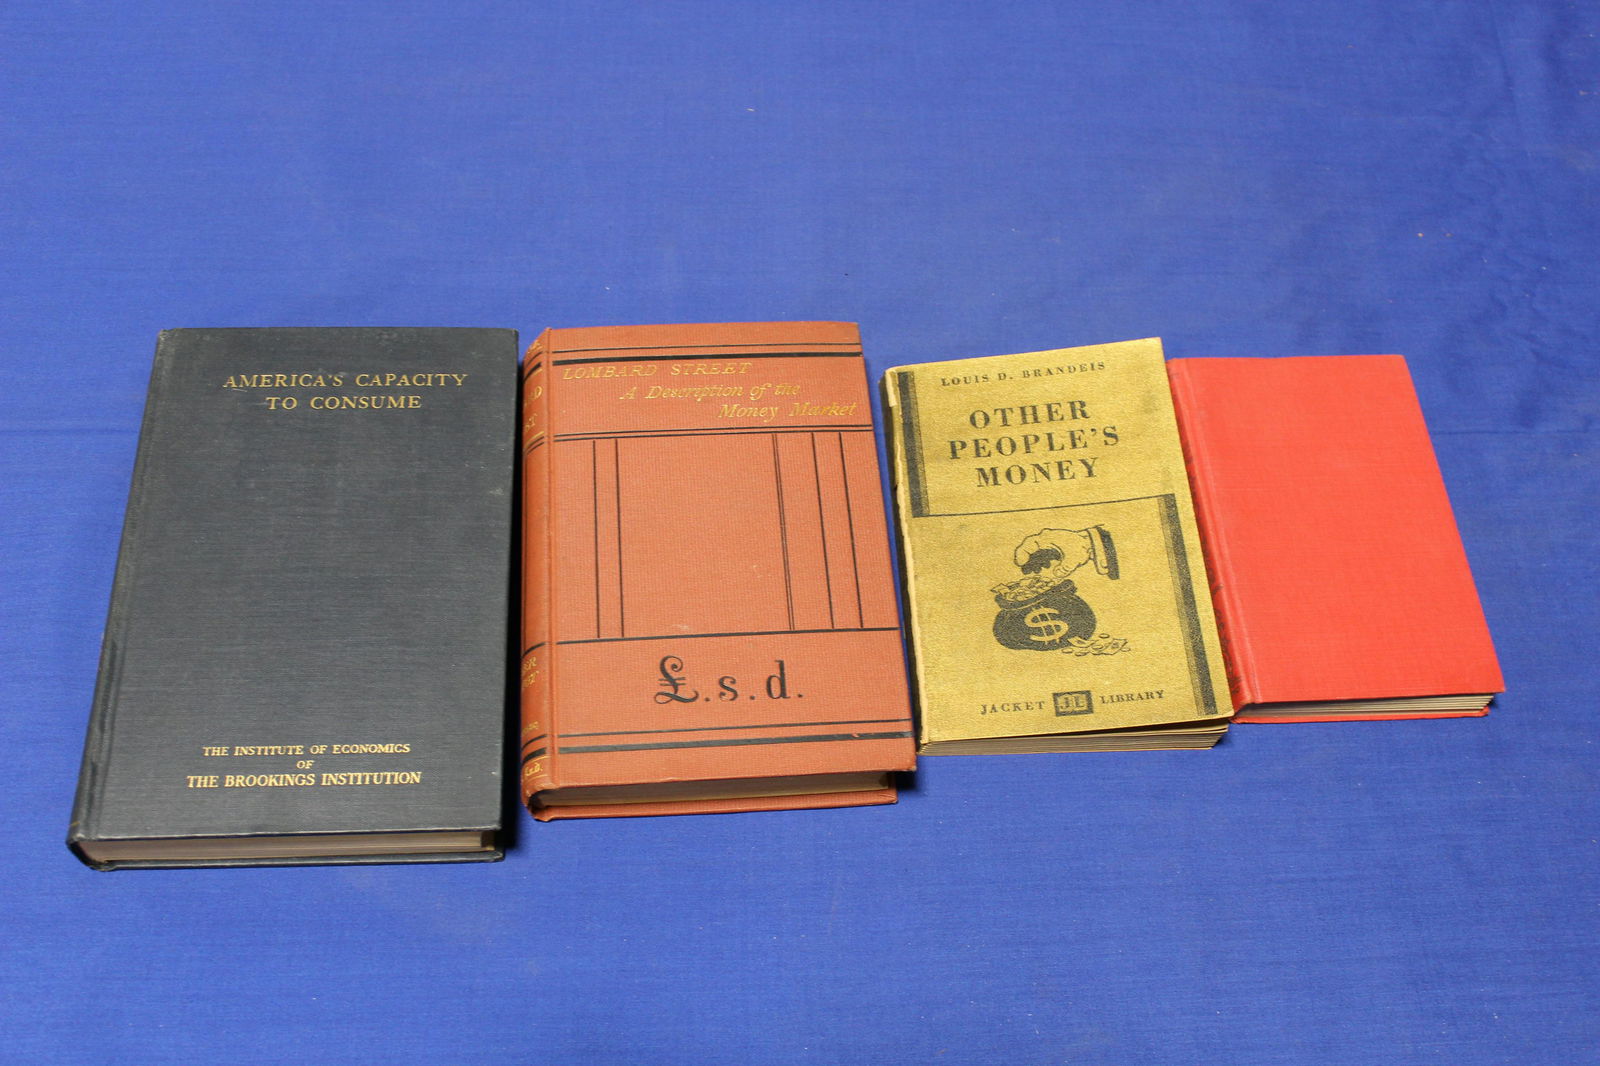 AMERICA'S CAPACITY
TO CONSUME
THE INSTITUTE OF ECONOMICS
OF
THE BROOKINGS INSTITUTION
LOMBARD STREET
A Description of the
Money Market
£.s.d.
LOUIS D. BRANDEIS
OTHER
PEOPLE'S
MONEY
$
JACKET JL LIBRARY